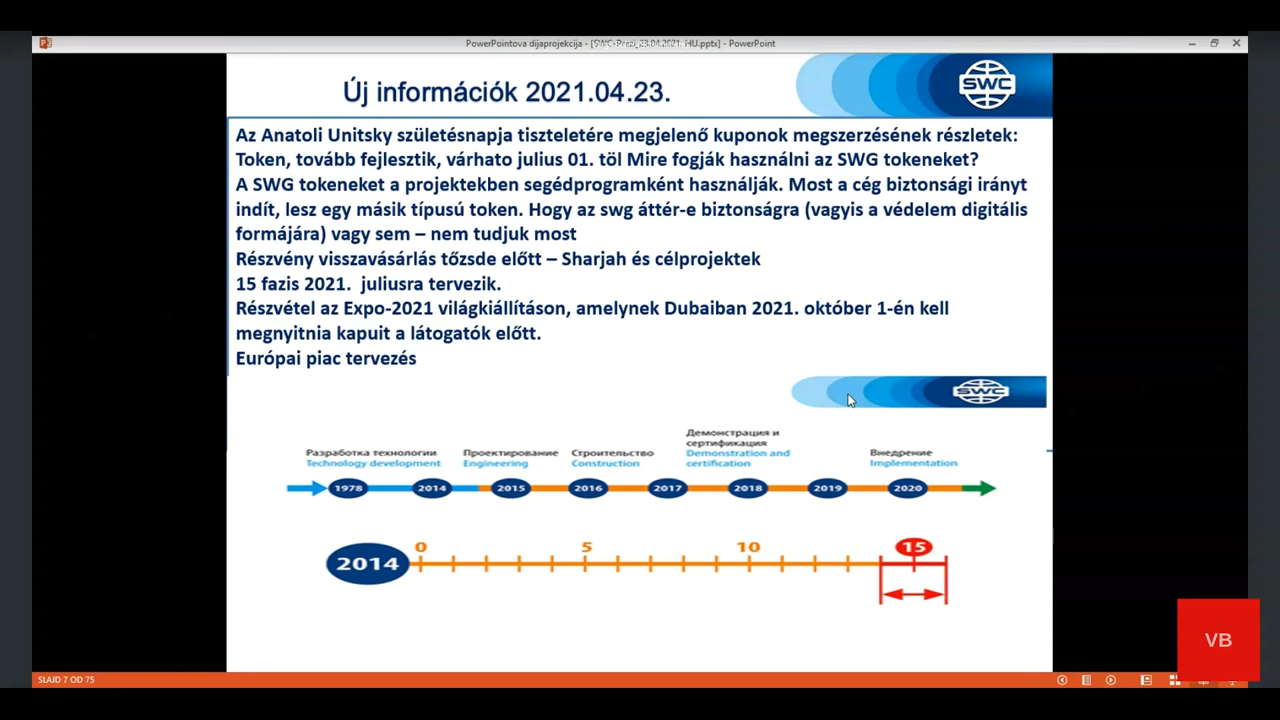 PowerPointova dijaprojekcija - [SWC-Prezi_23.04.2021. HU.pptx] - PowerPoint
Új információk 2021.04.23.
SWC
Az Anatoli Unitsky születésnapja tiszteletére megjelenő kuponok megszerzésének részletek:
Token, tovább fejlesztik, várhato julius 01. töl Mire fogják használni az SWG tokeneket?
A SWG tokeneket a projektekben segédprogramként használják. Most a cég biztonsági irányt
indít, lesz egy másik típusú token. Hogy az swg áttér-e biztonságra (vagyis a védelem digitális
formájára) vagy sem – nem tudjuk most
Részvény visszavásárlás tőzsde előtt – Sharjah és célprojektek
15 fazis 2021. juliusra tervezik.
Részvétel az Expo-2021 világkiállításon, amelynek Dubaiban 2021. október 1-én kell
megnyitnia kapuit a látogatók előtt.
Európai piac tervezés
SWC
Разработка технологии
Technology development
Проектирование
Engineering
Строительство
Construction
Демонстрация и
сертификация
Demonstration and
certification
Внедрение
Implementation
1978 2014 2015 2016 2017 2018 2019 2020
0 5 10 15
2014
VB
SLAJD 7 OD 75